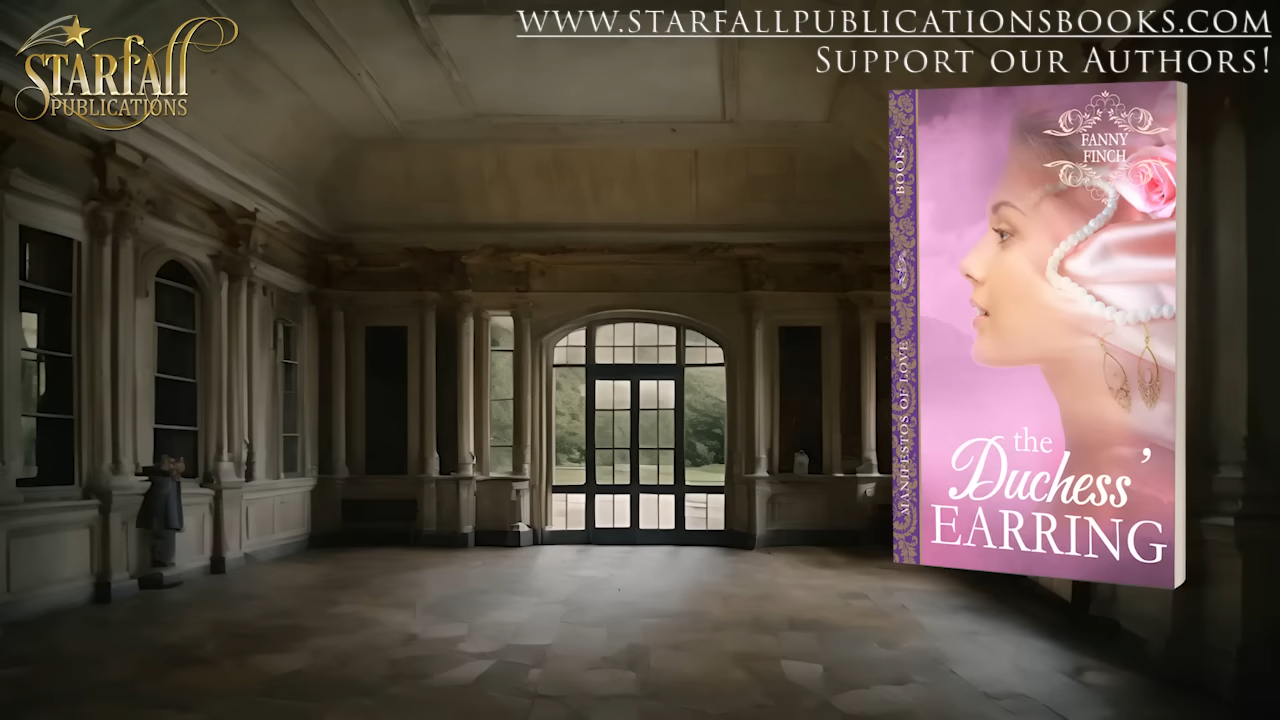 STARfall
PUBLICATIONS
WWW.STARFALLPUBLICATIONSBOOKS.COM
SUPPORT OUR AUTHORS!
FANNY
FINCH
BOOK 4
MANIFESTOS OF LOVE
the
Duchess'
EARRING